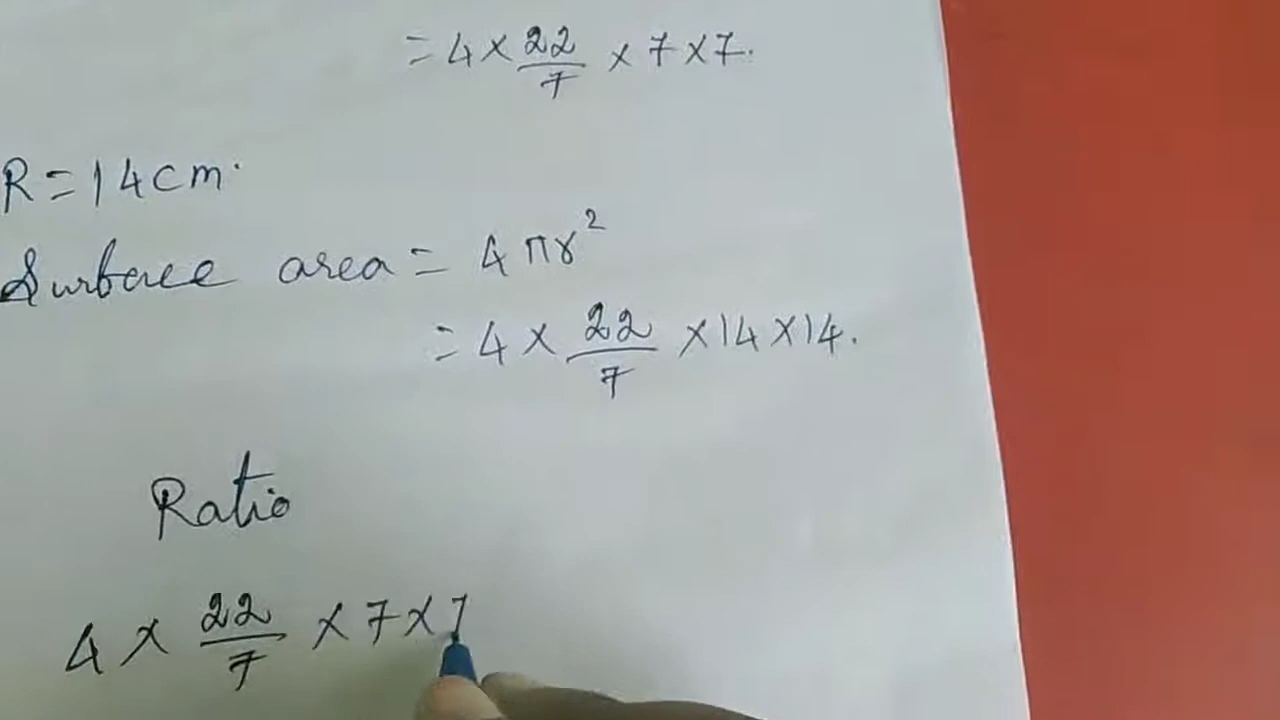 = 4 × 22/7 × 7 × 7.
R = 14 cm.
Surface area = 4πr²
= 4 × 22/7 × 14 × 14.
Ratio
4 × 22/7 × 7 × 7